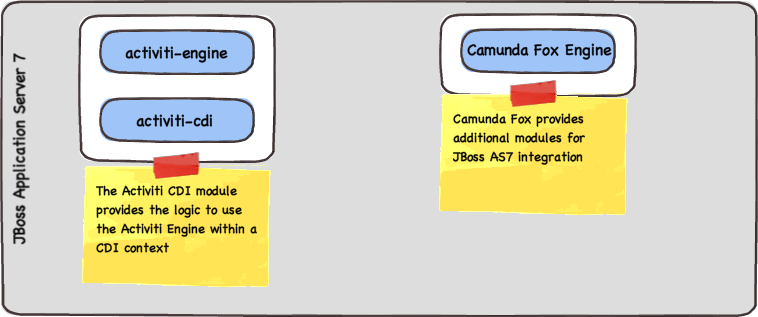 JBoss Application Server 7
activiti-engine
activiti-cdi
The Activiti CDI module
provides the logic to use
the Activiti Engine within a
CDI context
Camunda Fox Engine
Camunda Fox provides
additional modules for
JBoss AS7 integration